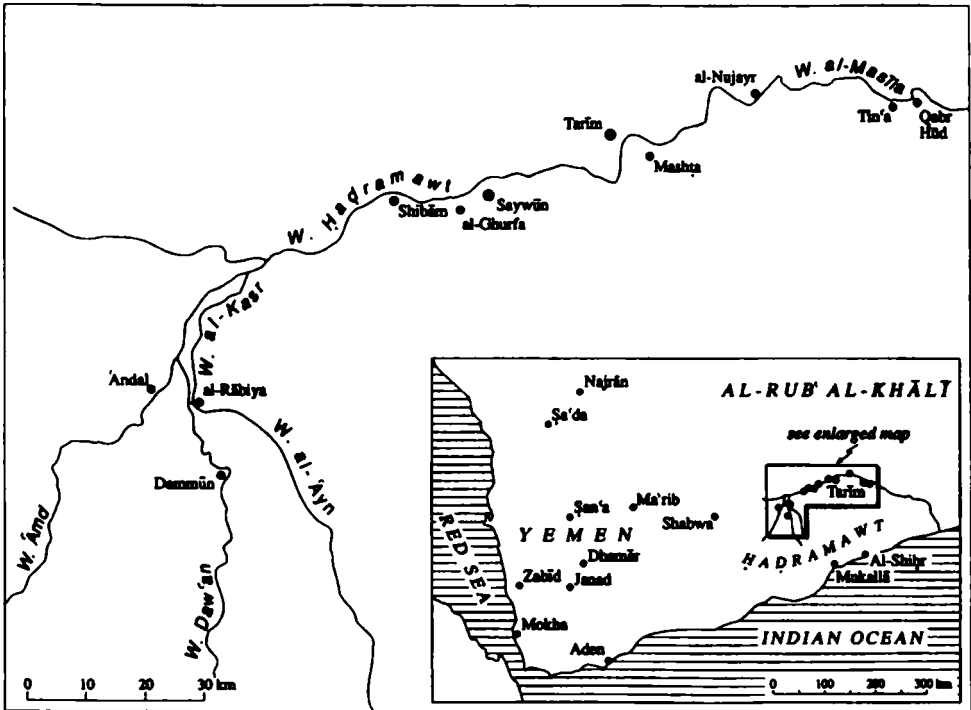 W. al-Masīla
al-Nujayr
Tin'a
Qabr
Hūd
Tarīm
Mashṭa
W. Ḥaḍramawt
Shibām
Saywūn
al-Ghurfa
W. al-Kasr
'Andal
al-Rābiya
W. al-'Ayn
Dammūn
W. 'Amd
W. Daw'an
0 10 20 30 km
Najrān
AL-RUB' AL-KHĀLĪ
Ṣa'da
see enlarged map
Tarīm
Ṣan'a
Ma'rib
Shabwa
YEMEN
RED SEA
Dhamār
ḤAḌRAMAWT
Al-Shiḥr
Zabīd
Janad
Mukallā
Mokha
Aden
INDIAN OCEAN
0 100 200 300 km